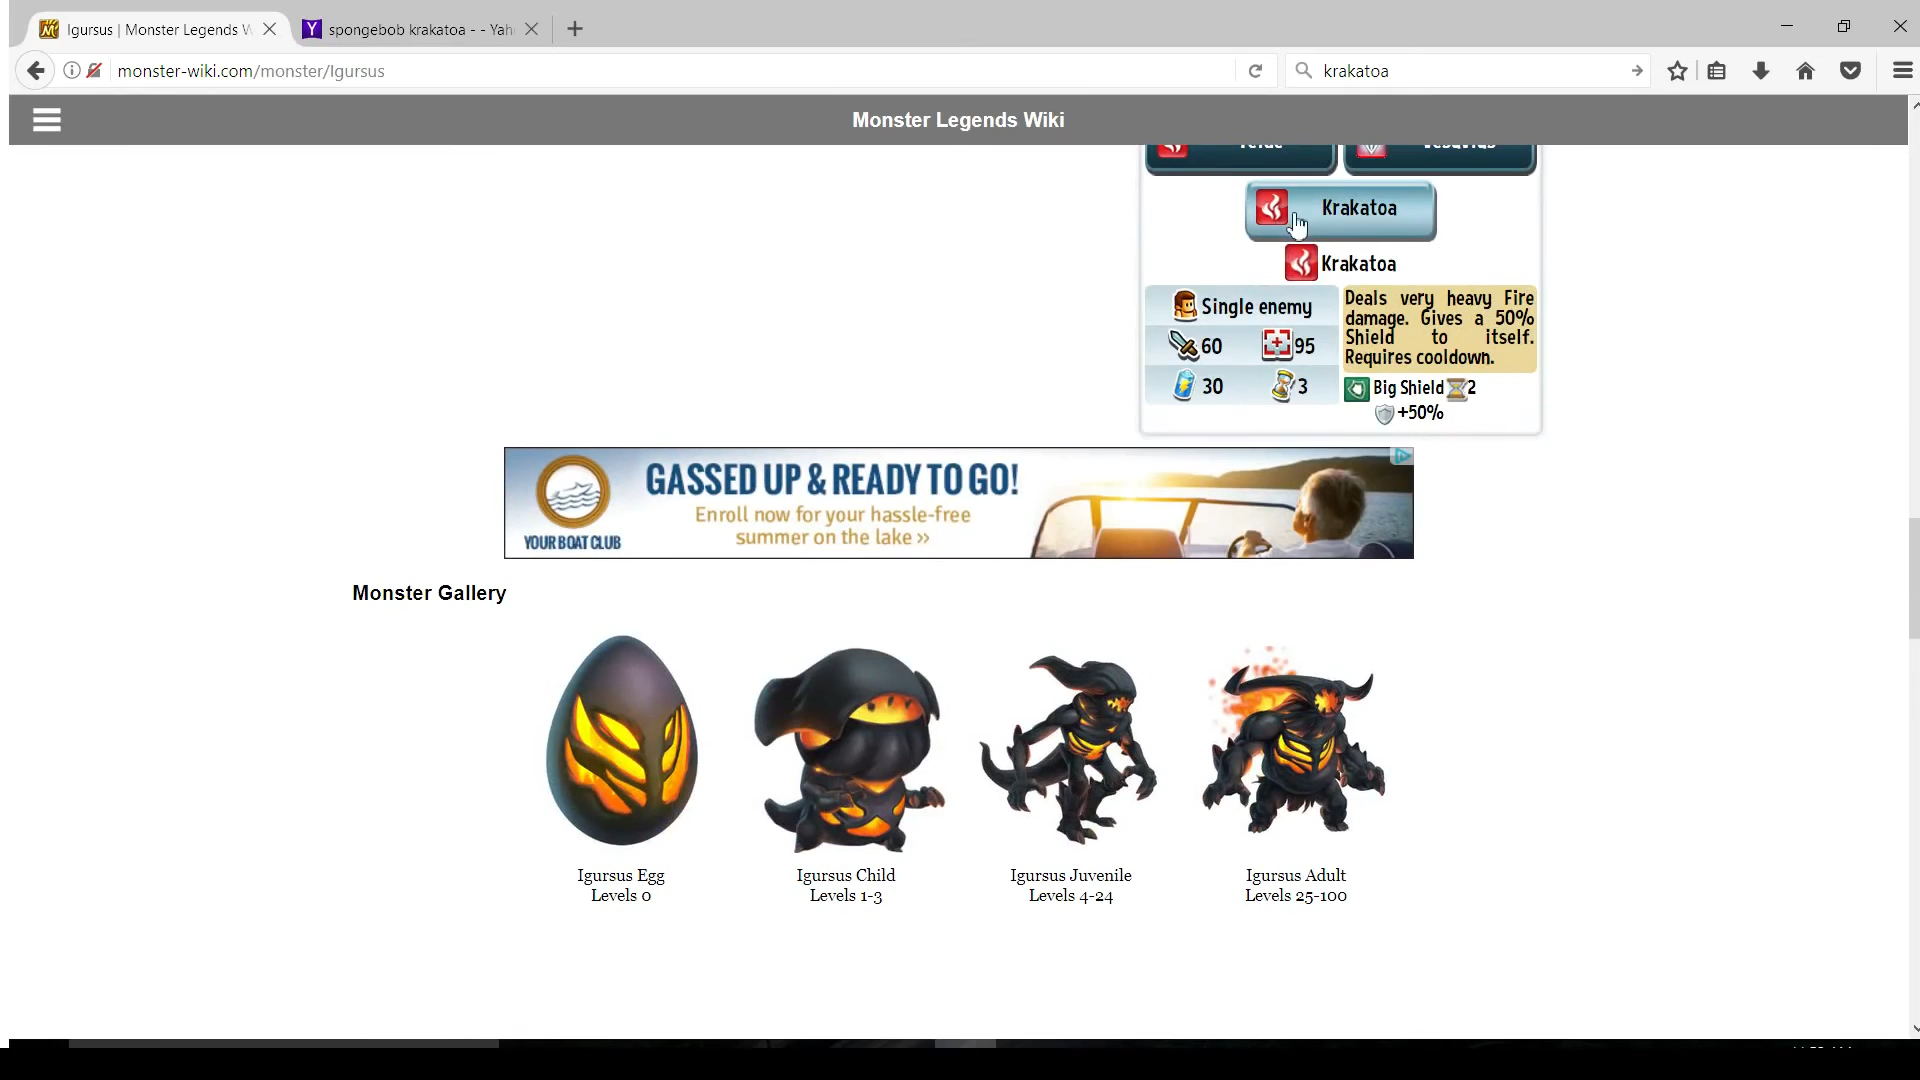 Igursus | Monster Legends W
spongebob krakatoa - - Yah
monster-wiki.com/monster/Igursus
krakatoa
Monster Legends Wiki
Krakatoa
Krakatoa
Single enemy
60
95
30
3
Deals very heavy Fire
damage. Gives a 50%
Shield to itself.
Requires cooldown.
Big Shield 2
+50%
GASSED UP & READY TO GO!
Enroll now for your hassle-free
summer on the lake »
YOUR BOAT CLUB
Monster Gallery
Igursus Egg
Levels 0
Igursus Child
Levels 1-3
Igursus Juvenile
Levels 4-24
Igursus Adult
Levels 25-100